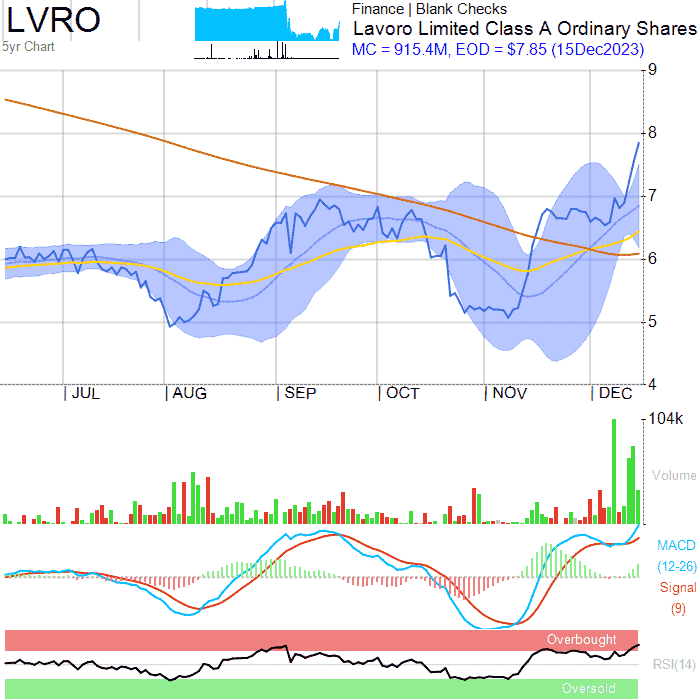 LVRO
5yr Chart
Finance | Blank Checks
Lavoro Limited Class A Ordinary Shares
MC = 915.4M, EOD = $7.85 (15Dec2023)
9
8
7
6
5
4
JUL AUG SEP OCT NOV DEC
104k
Volume
MACD
(12-26)
Signal
(9)
Overbought
RSI(14)
Oversold